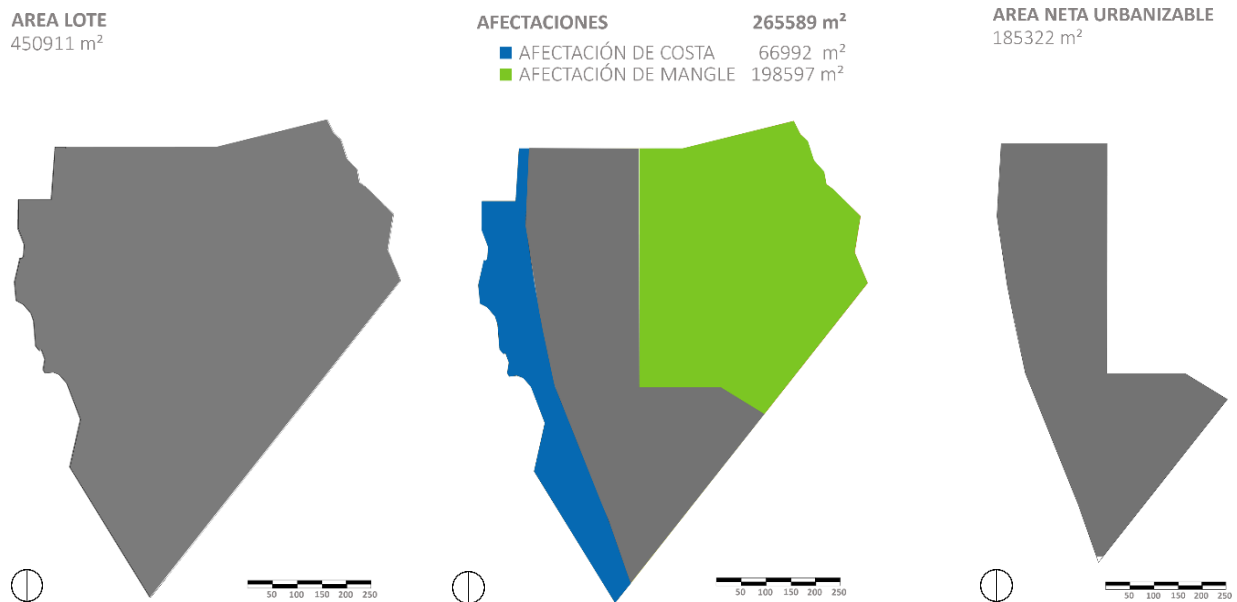 AREA LOTE
450911 m²
AFECTACIONES 265589 m²
AFECTACIÓN DE COSTA 66992 m²
AFECTACIÓN DE MANGLE 198597 m²
AREA NETA URBANIZABLE
185322 m²
50 100 150 200 250
50 100 150 200 250
50 100 150 200 250